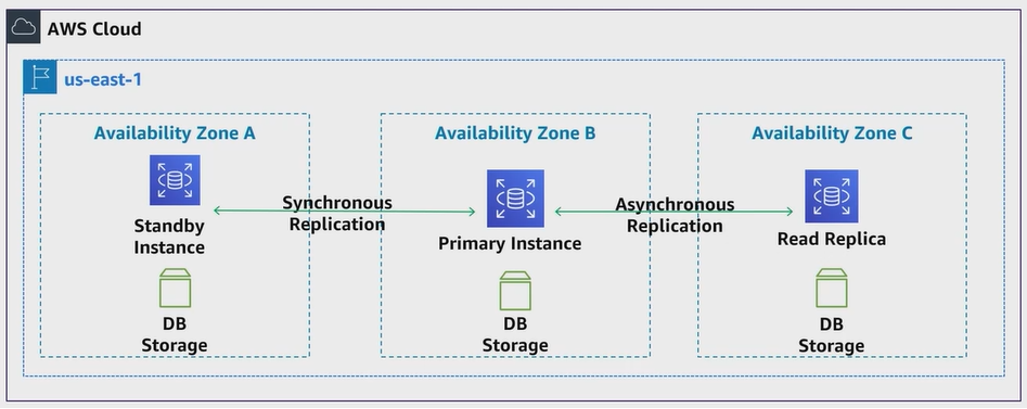 AWS Cloud
us-east-1
Availability Zone A
Standby
Instance
DB
Storage
Synchronous
Replication
Availability Zone B
Primary Instance
DB
Storage
Asynchronous
Replication
Availability Zone C
Read Replica
DB
Storage